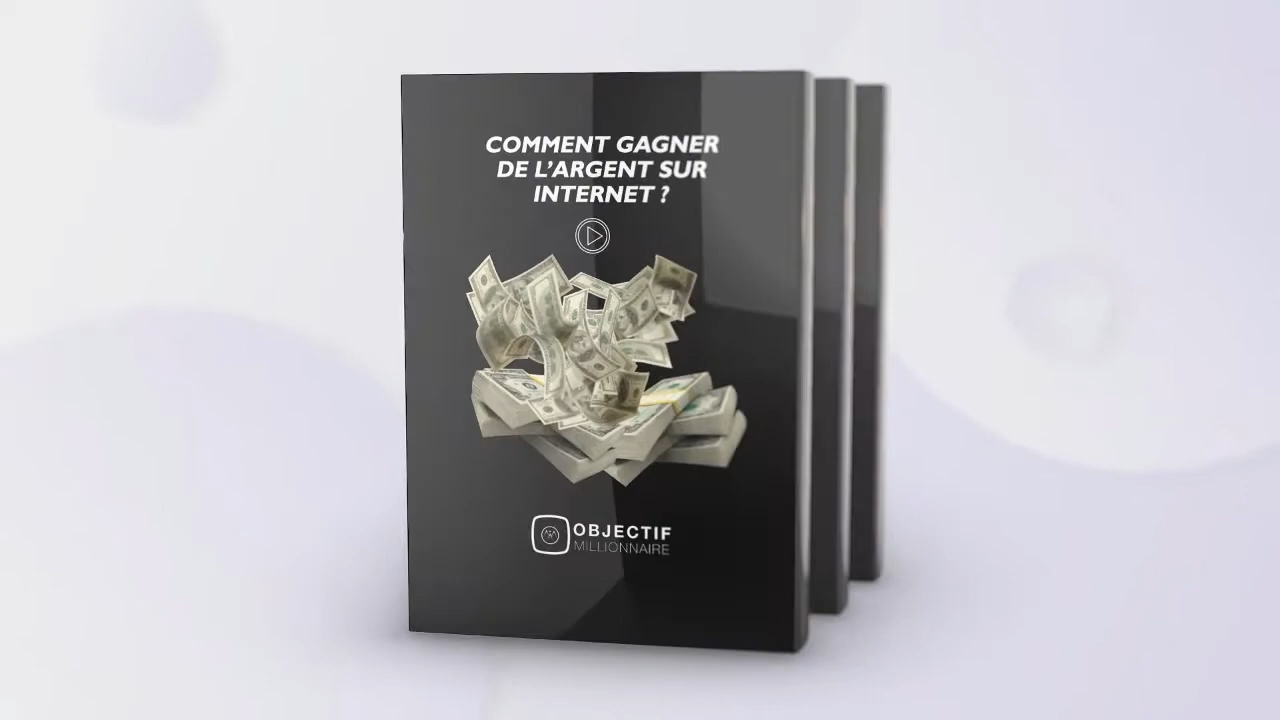 COMMENT GAGNER
DE L'ARGENT SUR
INTERNET ?
OBJECTIF
MILLIONNAIRE